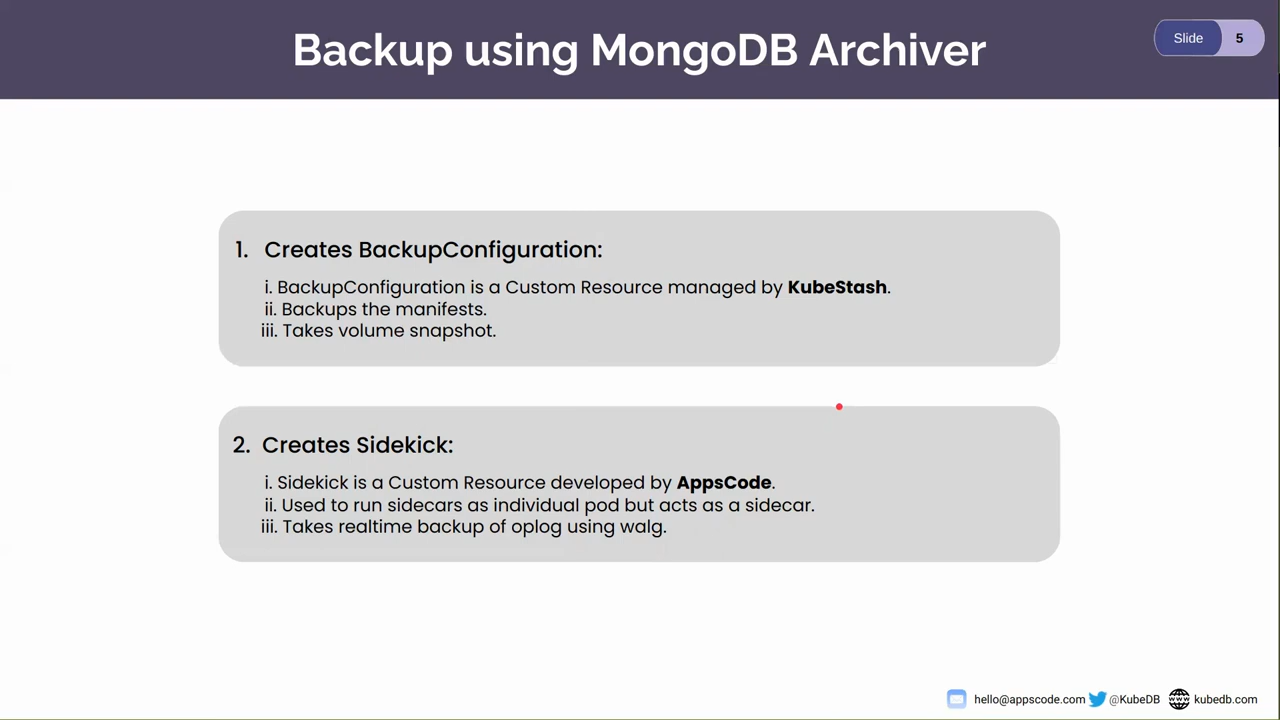 Backup using MongoDB Archiver
Slide 5
1. Creates BackupConfiguration:
i. BackupConfiguration is a Custom Resource managed by KubeStash.
ii. Backups the manifests.
iii. Takes volume snapshot.
2. Creates Sidekick:
i. Sidekick is a Custom Resource developed by AppsCode.
ii. Used to run sidecars as individual pod but acts as a sidecar.
iii. Takes realtime backup of oplog using walg.
hello@appscode.com @KubeDB kubedb.com